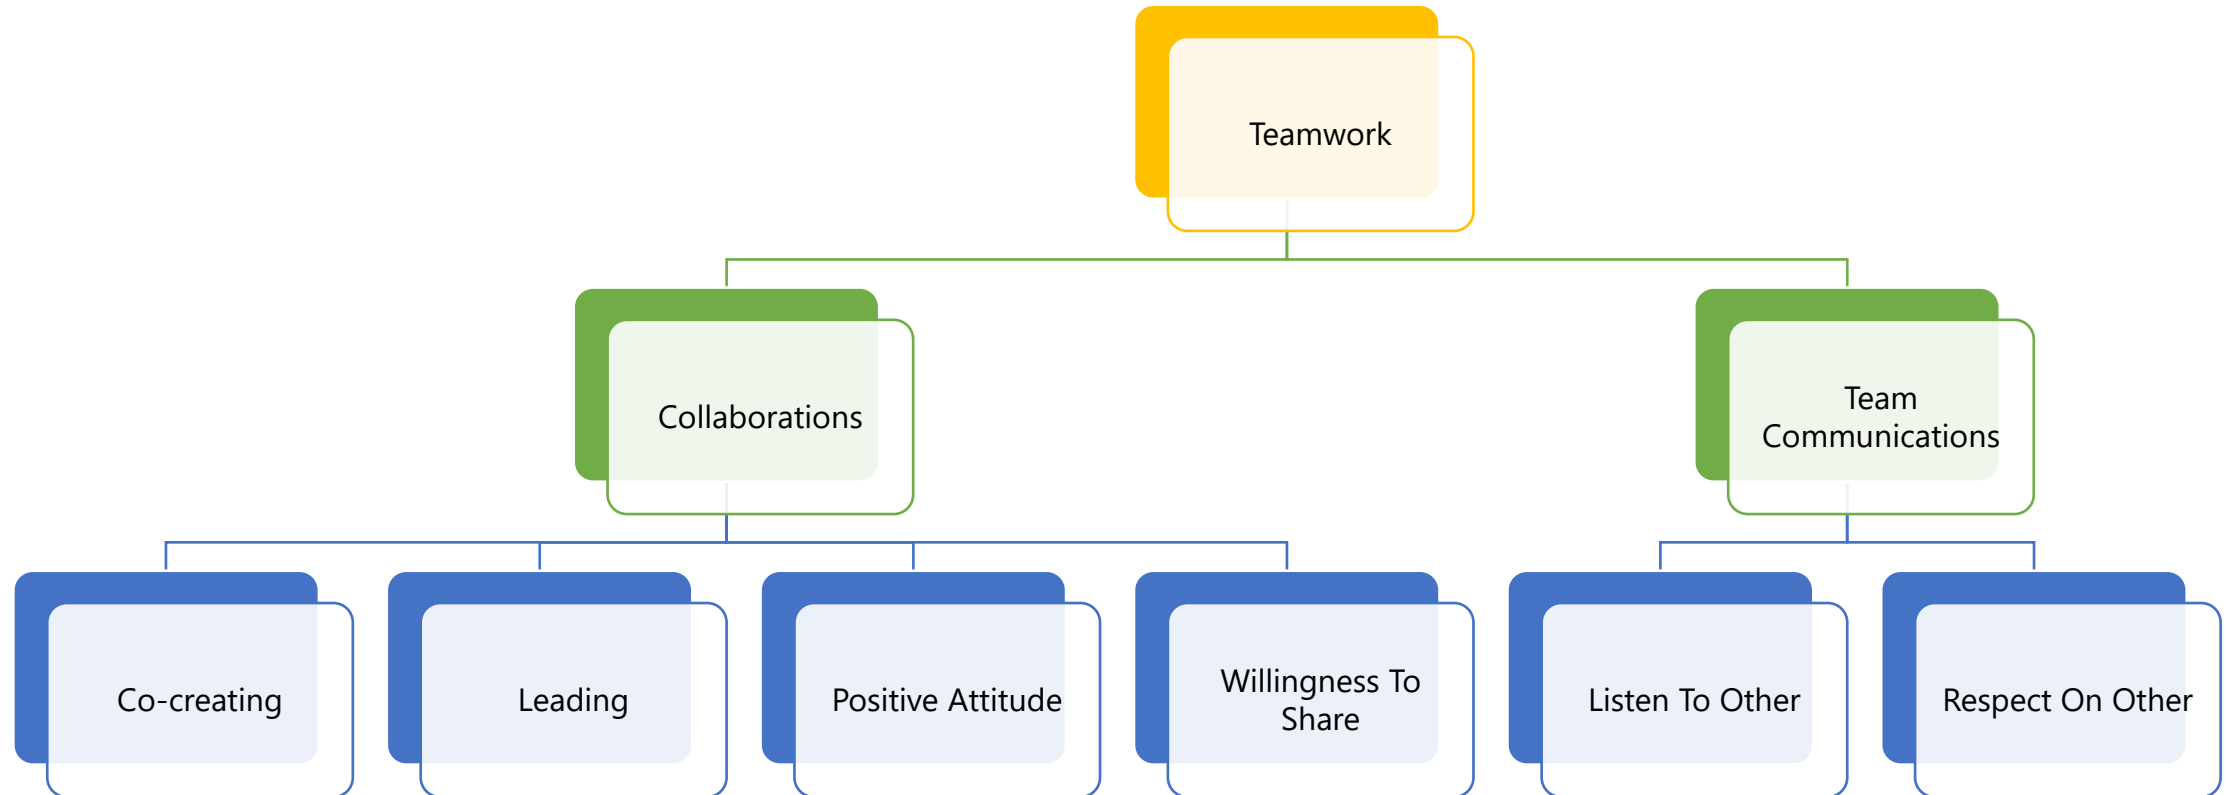 Teamwork
Collaborations
Team
Communications
Co-creating
Leading
Positive Attitude
Willingness To
Share
Listen To Other
Respect On Other